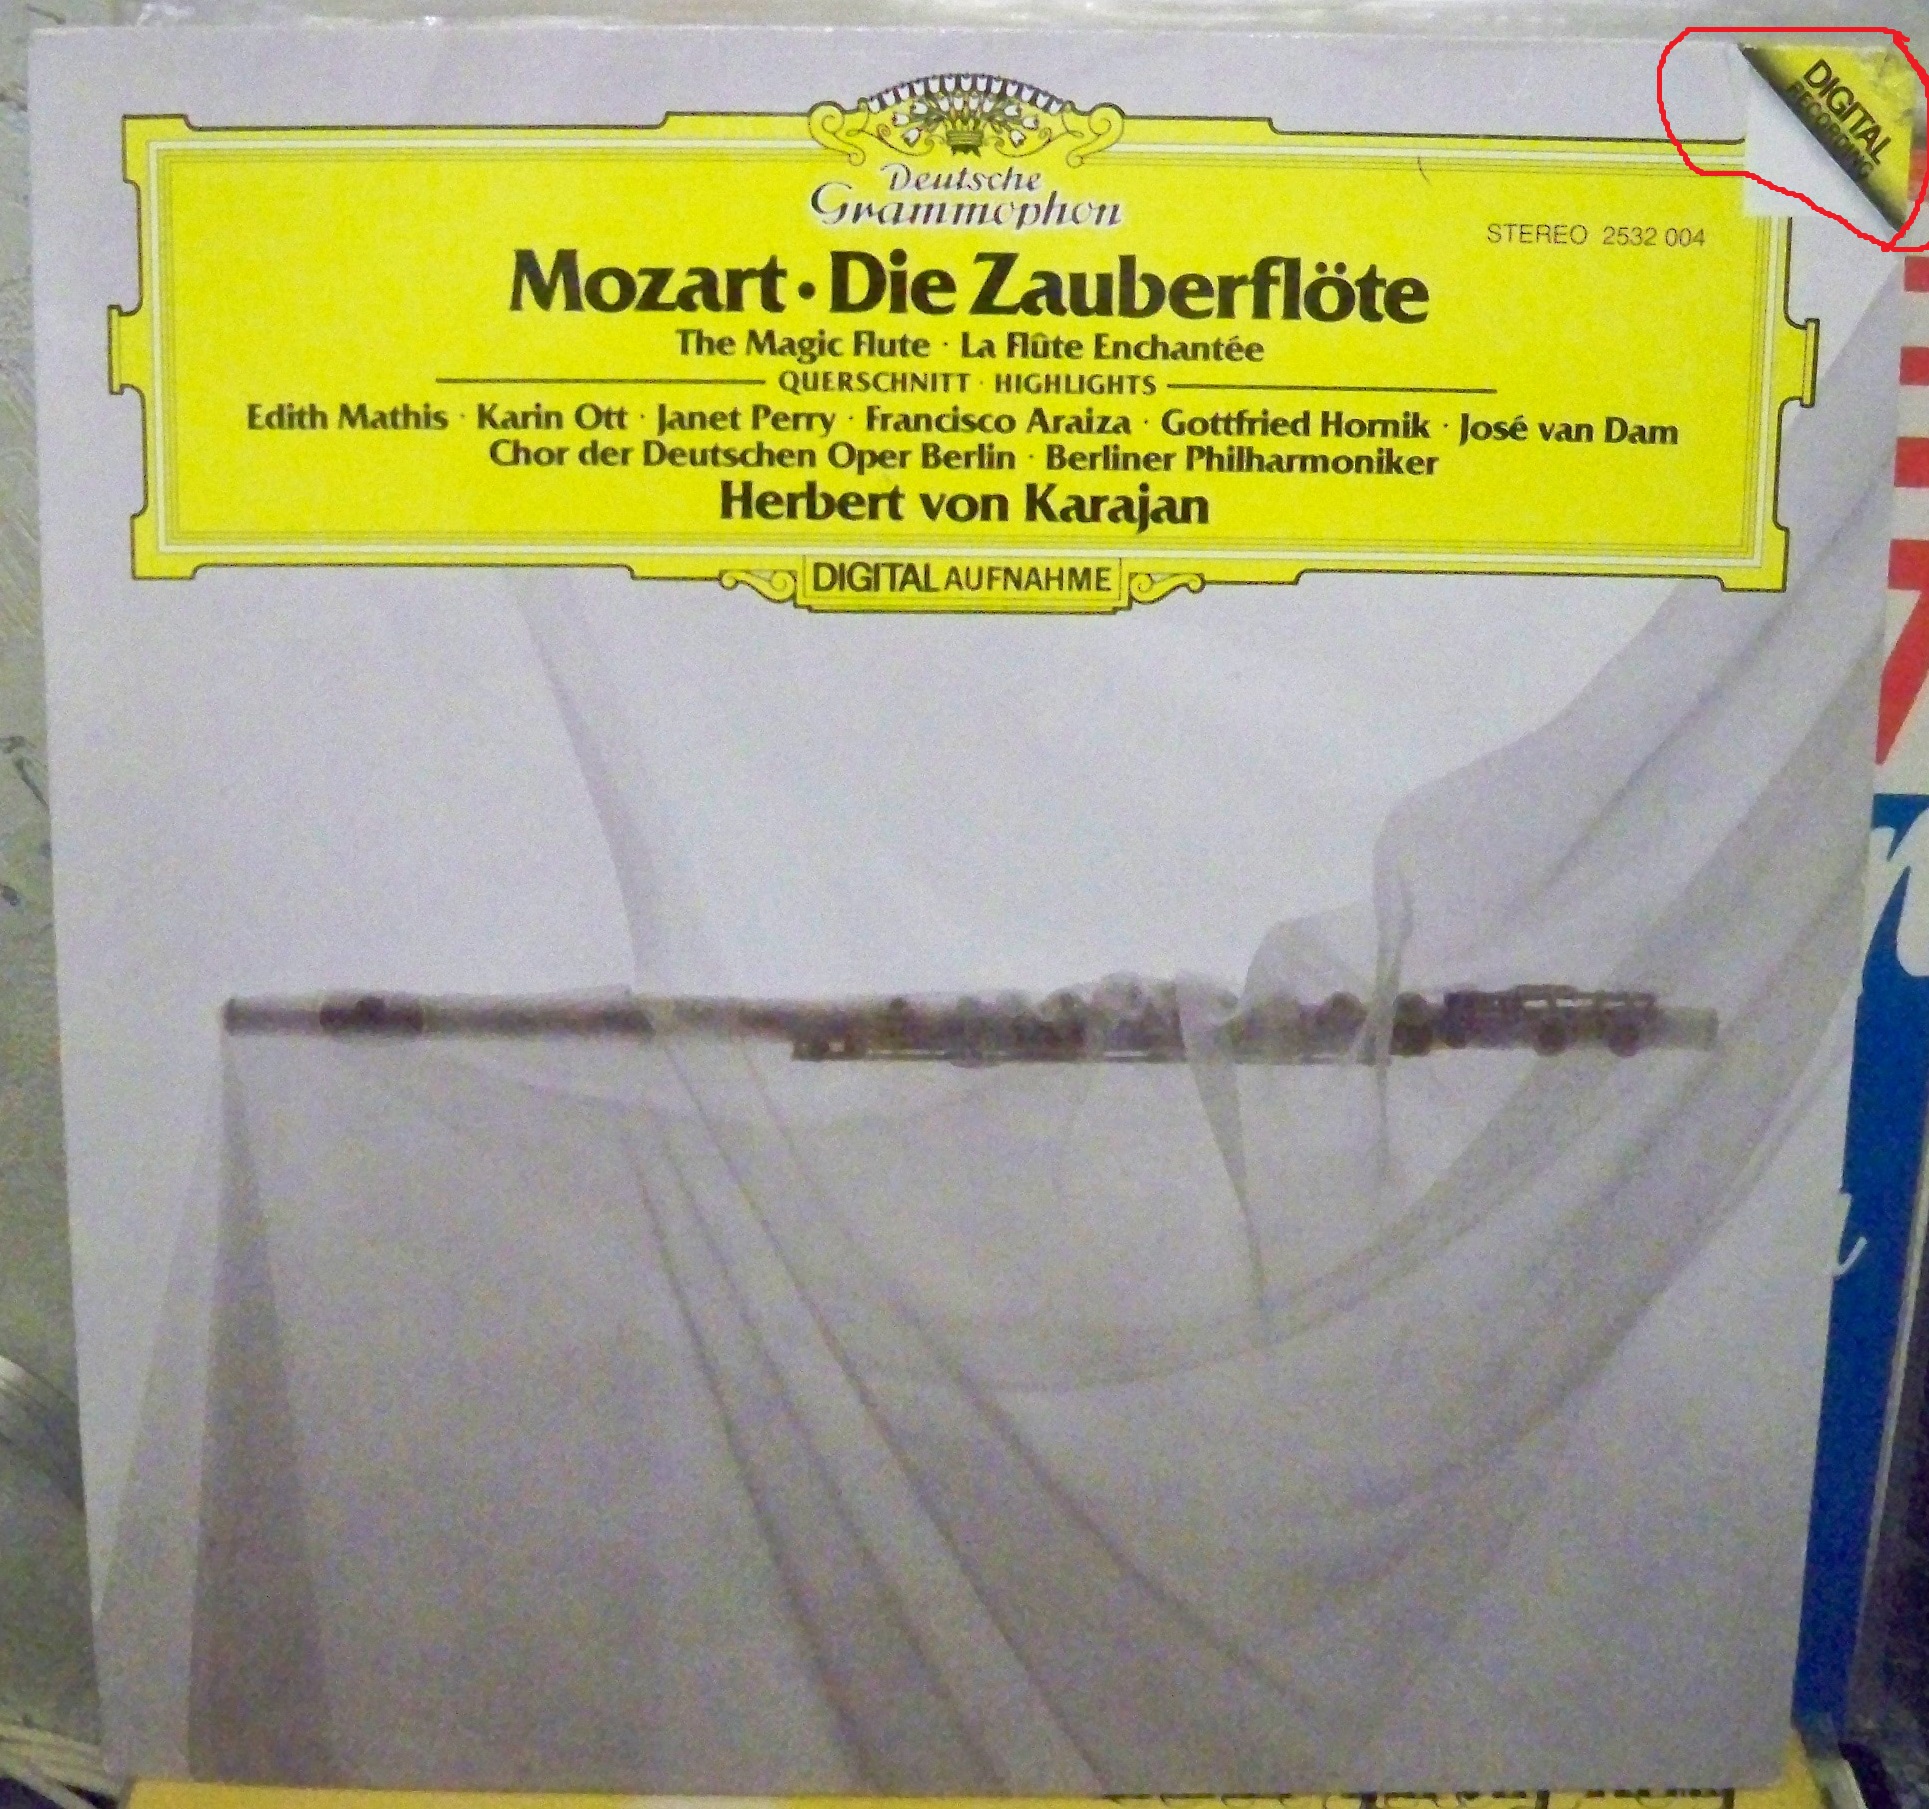 DIGITAL
RECORDING
Deutsche
Grammophon
STEREO 2532 004
Mozart · Die Zauberflöte
The Magic Flute · La Flûte Enchantée
QUERSCHNITT · HIGHLIGHTS
Edith Mathis · Karin Ott · Janet Perry · Francisco Araiza · Gottfried Hornik · José van Dam
Chor der Deutschen Oper Berlin · Berliner Philharmoniker
Herbert von Karajan
DIGITAL AUFNAHME